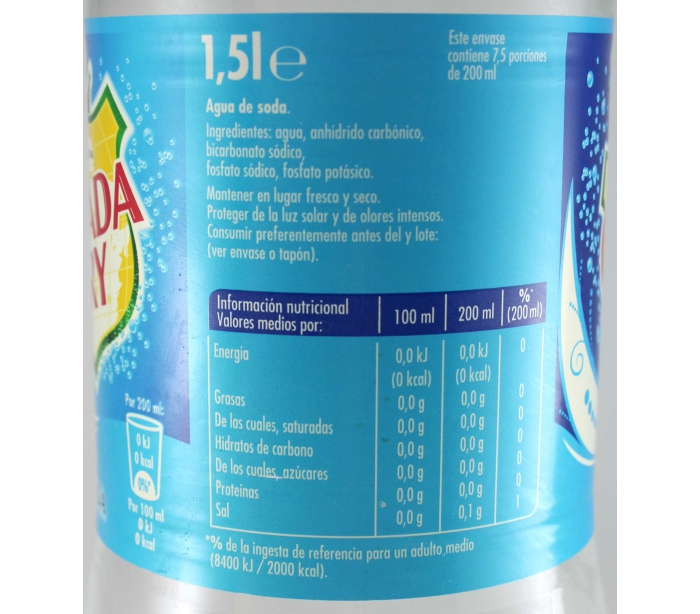 1,5l e
Este envase
contiene 7,5 porciones
de 200 ml
Agua de soda.
Ingredientes: agua, anhídrido carbónico,
bicarbonato sódico,
fosfato sódico, fosfato potásico.
Mantener en lugar fresco y seco.
Proteger de la luz solar y de olores intensos.
Consumir preferentemente antes del y lote:
(ver envase o tapón).
ADA
RY
Información nutricional
Valores medios por: 100 ml 200 ml %* (200 ml)
Energía 0,0 kJ 0,0 kJ 0
(0 kcal) (0 kcal)
Grasas 0,0 g 0,0 g 0
De las cuales, saturadas 0,0 g 0,0 g 0
Hidratos de carbono 0,0 g 0,0 g 0
De los cuales, azúcares 0,0 g 0,0 g 0
Proteínas 0,0 g 0,0 g 0
Sal 0,0 g 0,1 g 1
*% de la ingesta de referencia para un adulto medio
(8400 kJ / 2000 kcal).
Por 200 ml:
0 kJ
0 kcal
0%*
Por 100 ml
0 kJ
0 kcal